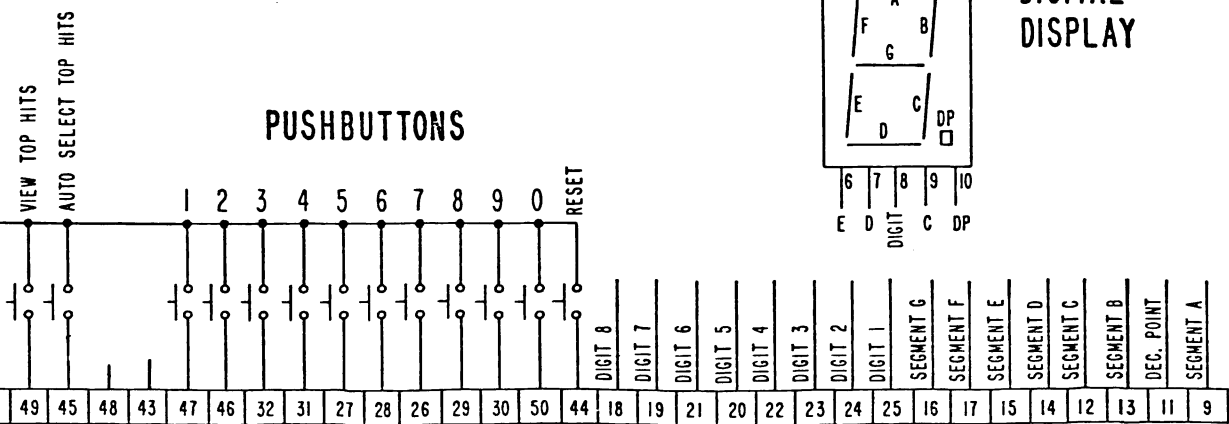 DISPLAY
A
F B
G
E C
D DP
6 7 8 9 10
E D DIGIT C DP
PUSHBUTTONS
VIEW TOP HITS
AUTO SELECT TOP HITS
1 2 3 4 5 6 7 8 9 0 RESET
DIGIT 8
DIGIT 7
DIGIT 6
DIGIT 5
DIGIT 4
DIGIT 3
DIGIT 2
DIGIT 1
SEGMENT G
SEGMENT F
SEGMENT E
SEGMENT D
SEGMENT C
SEGMENT B
DEC. POINT
SEGMENT A
49 45 48 43 47 46 32 31 27 28 26 29 30 50 44 18 19 21 20 22 23 24 25 16 17 15 14 12 13 11 9